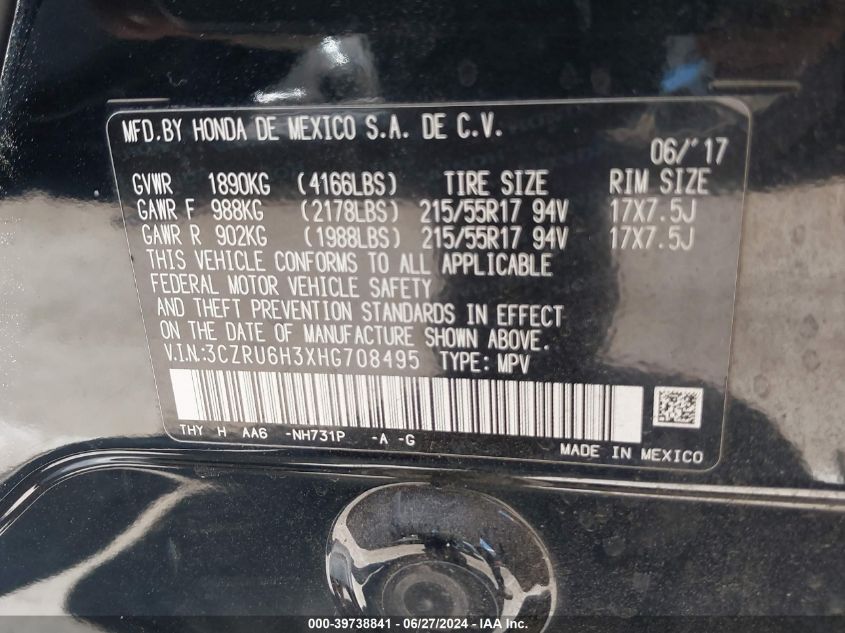 MFD.BY HONDA DE MEXICO S.A. DE C.V.
06/'17
GVWR 1890KG (4166LBS) TIRE SIZE RIM SIZE
GAWR F 988KG (2178LBS) 215/55R17 94V 17X7.5J
GAWR R 902KG (1988LBS) 215/55R17 94V 17X7.5J
THIS VEHICLE CONFORMS TO ALL APPLICABLE
FEDERAL MOTOR VEHICLE SAFETY
AND THEFT PREVENTION STANDARDS IN EFFECT
ON THE DATE OF MANUFACTURE SHOWN ABOVE.
V.I.N.:3CZRU6H3XHG708495 TYPE: MPV
THY H AA6 -NH731P -A -G
MADE IN MEXICO
000-39738841 / 06/27/2024 / IAAI Inc.